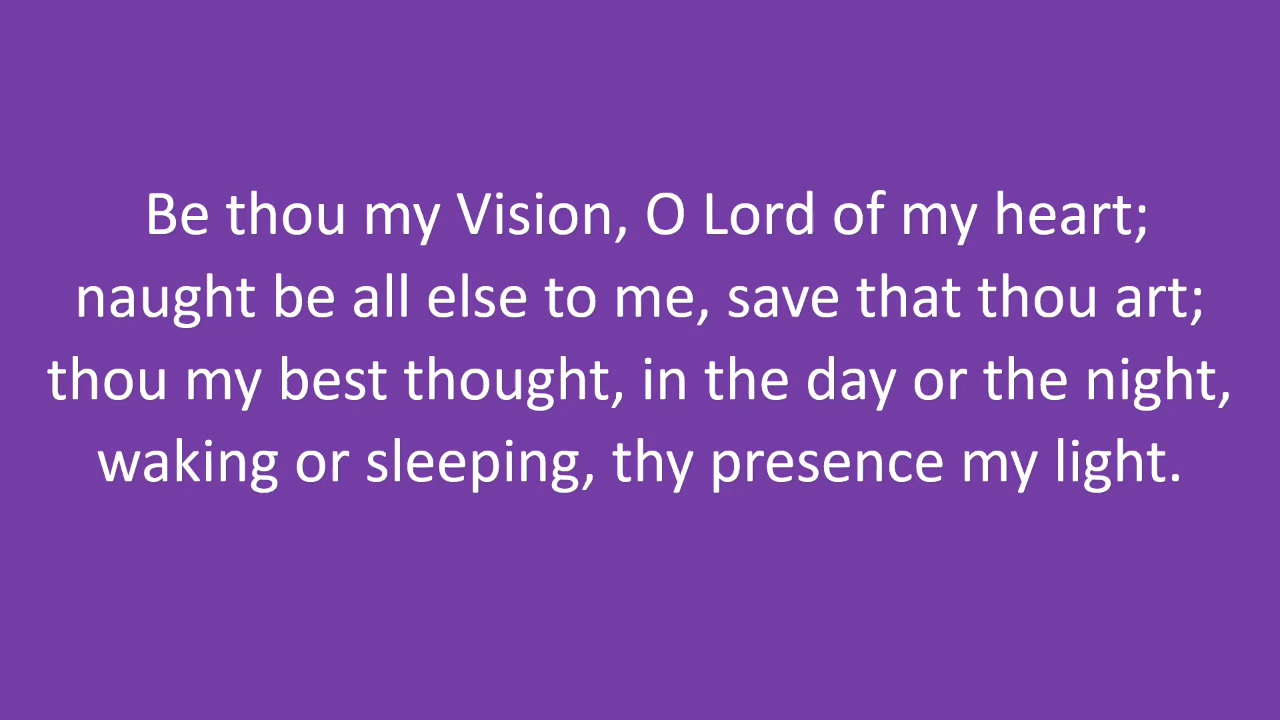 Be thou my Vision, O Lord of my heart;
naught be all else to me, save that thou art;
thou my best thought, in the day or the night,
waking or sleeping, thy presence my light.